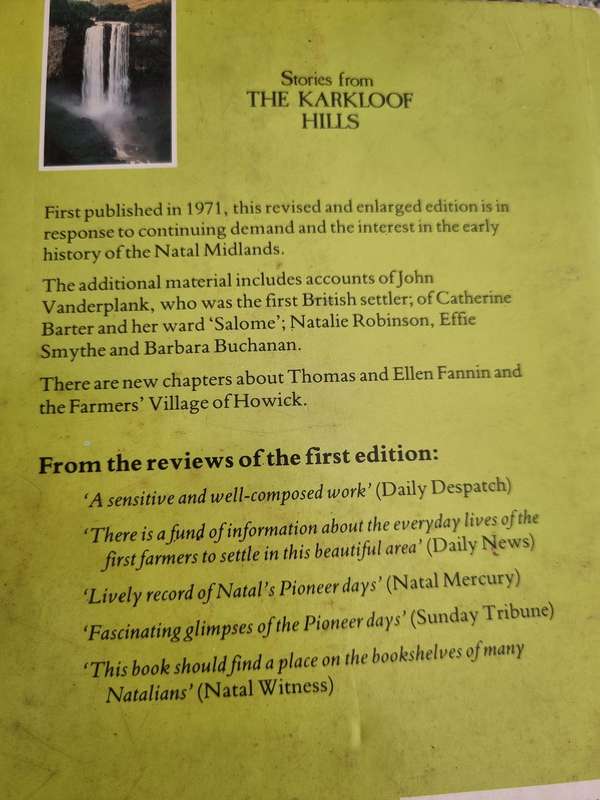 Stories from
THE KARKLOOF
HILLS
First published in 1971, this revised and enlarged edition is in
response to continuing demand and the interest in the early
history of the Natal Midlands.
The additional material includes accounts of John
Vanderplank, who was the first British settler; of Catherine
Barter and her ward ‘Salome’; Natalie Robinson, Effie
Smythe and Barbara Buchanan.
There are new chapters about Thomas and Ellen Fannin and
the Farmers’ Village of Howick.
From the reviews of the first edition:
‘A sensitive and well-composed work’ (Daily Despatch)
‘There is a fund of information about the everyday lives of the
first farmers to settle in this beautiful area’ (Daily News)
‘Lively record of Natal’s Pioneer days’ (Natal Mercury)
‘Fascinating glimpses of the Pioneer days’ (Sunday Tribune)
‘This book should find a place on the bookshelves of many
Natalians’ (Natal Witness)